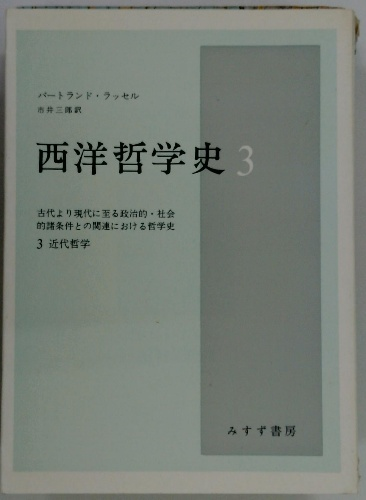 バートランド・ラッセル
市井三郎訳
西洋哲学史 3
古代より現代に至る政治的・社会
的諸条件との関連における哲学史
3 近代哲学
みすず書房